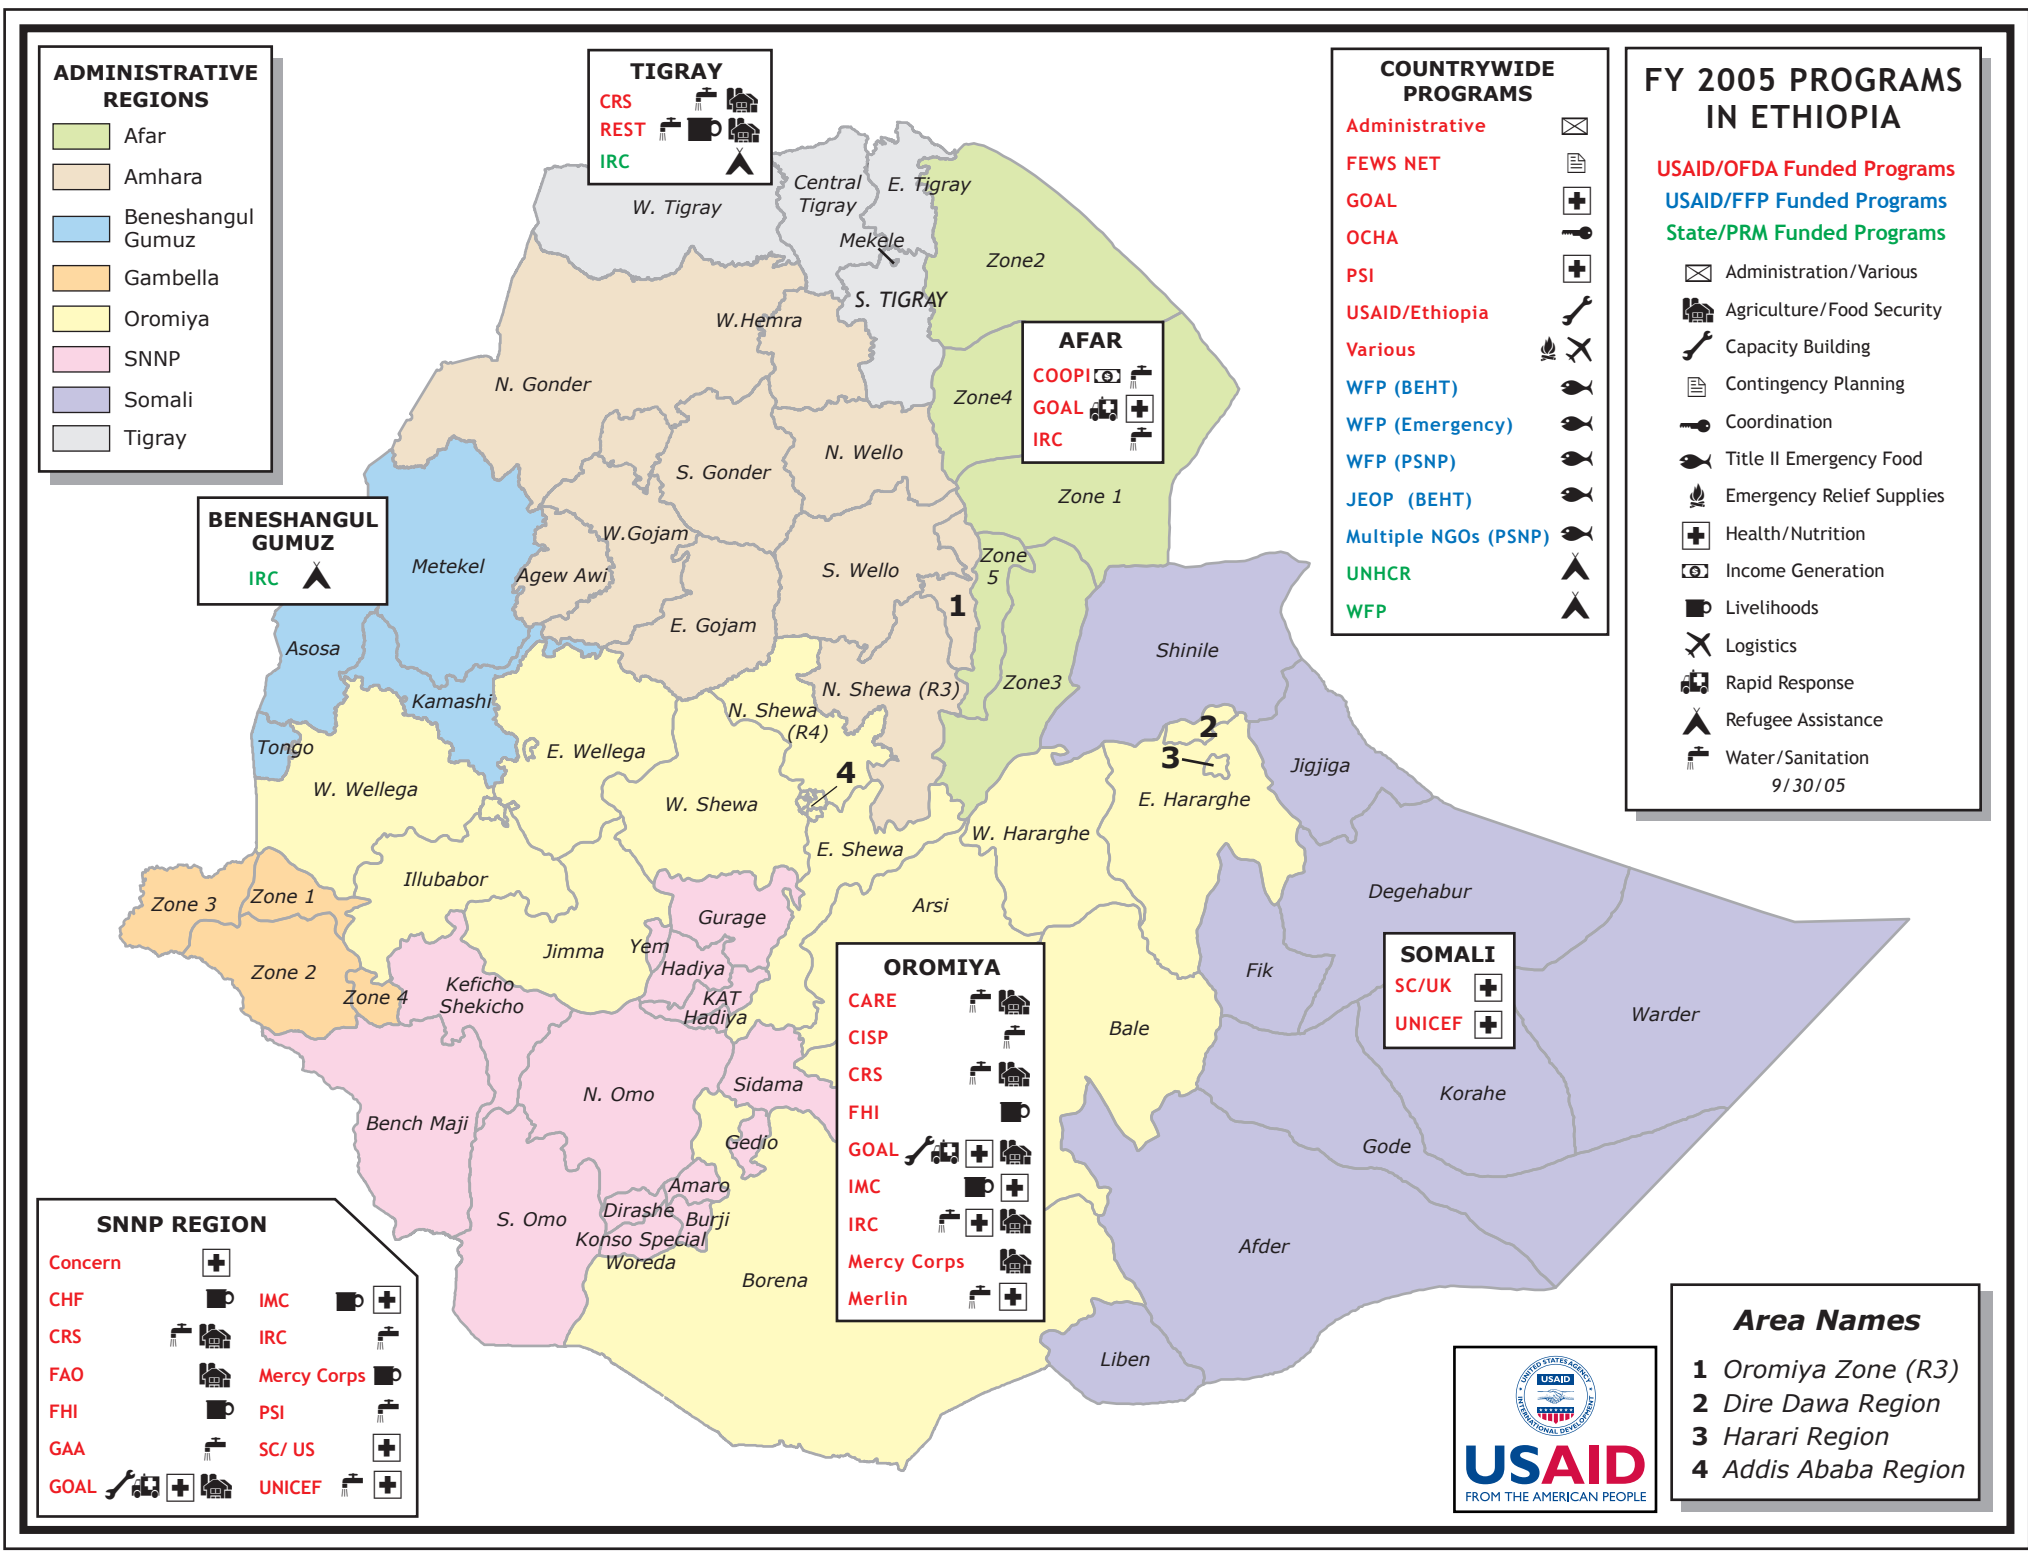 ADMINISTRATIVE
REGIONS
Afar
Amhara
Beneshangul
Gumuz
Gambella
Oromiya
SNNP
Somali
Tigray
TIGRAY
CRS
REST
IRC
COUNTRYWIDE
PROGRAMS
Administrative
FEWS NET
GOAL
OCHA
PSI
USAID/Ethiopia
Various
WFP (BEHT)
WFP (Emergency)
WFP (PSNP)
JEOP (BEHT)
Multiple NGOs (PSNP)
UNHCR
WFP
FY 2005 PROGRAMS
IN ETHIOPIA
USAID/OFDA Funded Programs
USAID/FFP Funded Programs
State/PRM Funded Programs
Administration/Various
Agriculture/Food Security
Capacity Building
Contingency Planning
Coordination
Title II Emergency Food
Emergency Relief Supplies
Health/Nutrition
Income Generation
Livelihoods
Logistics
Rapid Response
Refugee Assistance
Water/Sanitation
9/30/05
W. Tigray
Central
Tigray
E. Tigray
Mekele
S. TIGRAY
Zone2
W.Hemra
N. Gonder
Zone4
AFAR
COOPI
GOAL
IRC
N. Wello
S. Gonder
Zone 1
BENESHANGUL
GUMUZ
IRC
Metekel
W.Gojam
Agew Awi
S. Wello
Zone
5
1
E. Gojam
Asosa
Shinile
Kamashi
N. Shewa (R3)
Zone3
N. Shewa
(R4)
2
Tongo
E. Wellega
3
4
Jigjiga
W. Wellega
W. Shewa
E. Hararghe
W. Hararghe
E. Shewa
Illubabor
Degehabur
Zone 3
Zone 1
Arsi
Gurage
Yem
Jimma
Hadiya
Zone 2
Zone 4
Keficho
Shekicho
KAT
Hadiya
Fik
Bale
Warder
OROMIYA
CARE
CISP
CRS
FHI
GOAL
IMC
IRC
Mercy Corps
Merlin
SOMALI
SC/UK
UNICEF
Sidama
N. Omo
Korahe
Bench Maji
Gedio
Gode
Amaro
Dirashe
Burji
S. Omo
Konso Special
Woreda
Borena
Afder
Liben
SNNP REGION
Concern
CHF
CRS
FAO
FHI
GAA
GOAL
IMC
IRC
Mercy Corps
PSI
SC/ US
UNICEF
UNITED STATES AGENCY
USAID
INTERNATIONAL DEVELOPMENT
USAID
FROM THE AMERICAN PEOPLE
Area Names
1 Oromiya Zone (R3)
2 Dire Dawa Region
3 Harari Region
4 Addis Ababa Region